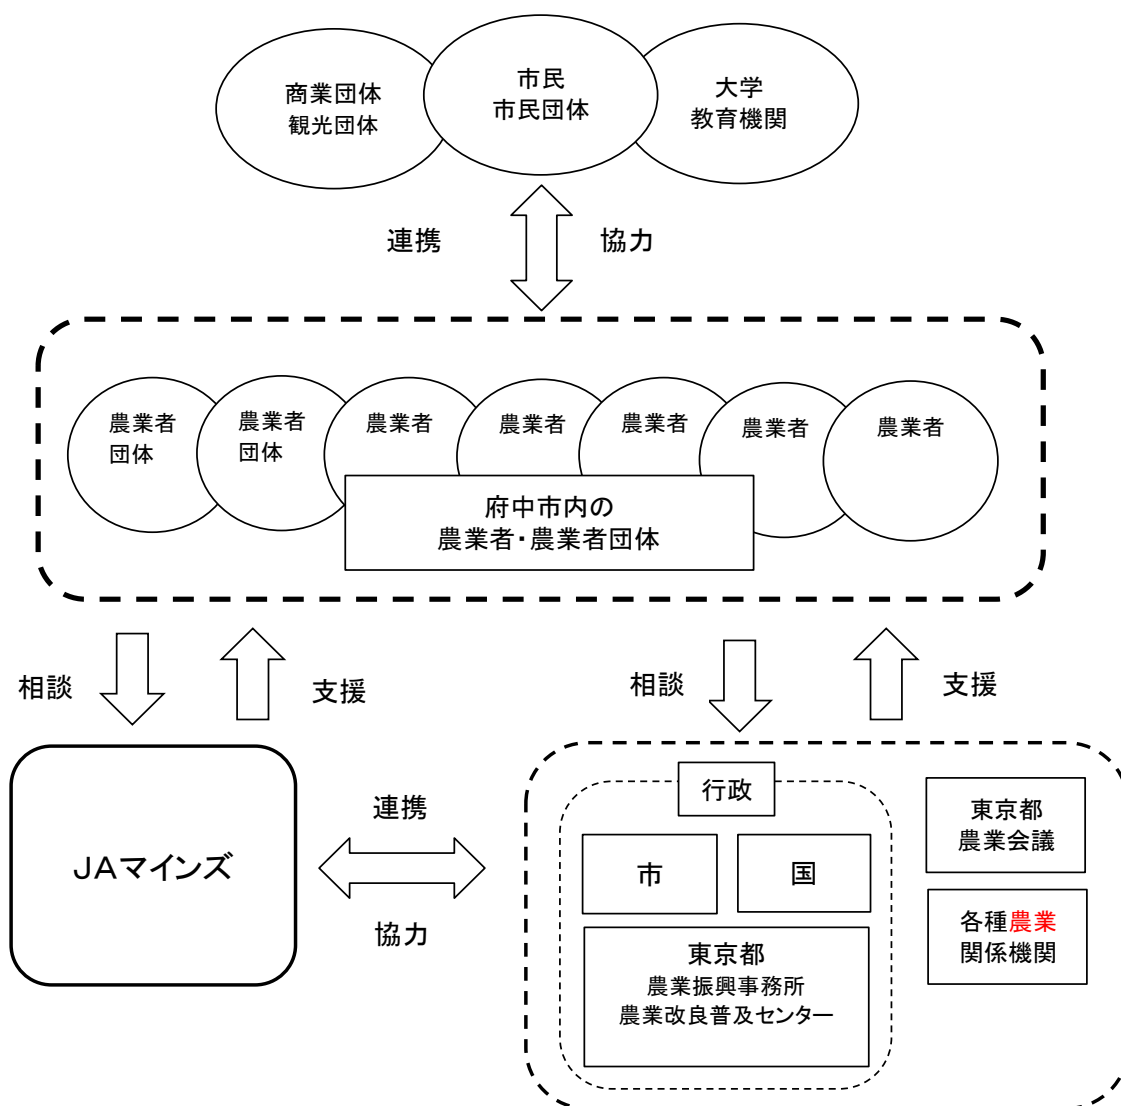 商業団体
観光団体
市民
市民団体
大学
教育機関
連携
協力
農業者
団体
農業者
団体
農業者
農業者
農業者
農業者
農業者
府中市内の
農業者・農業者団体
相談
支援
相談
支援
JAマインズ
連携
協力
行政
市
国
東京都
農業振興事務所
農業改良普及センター
東京都
農業会議
各種農業
関係機関